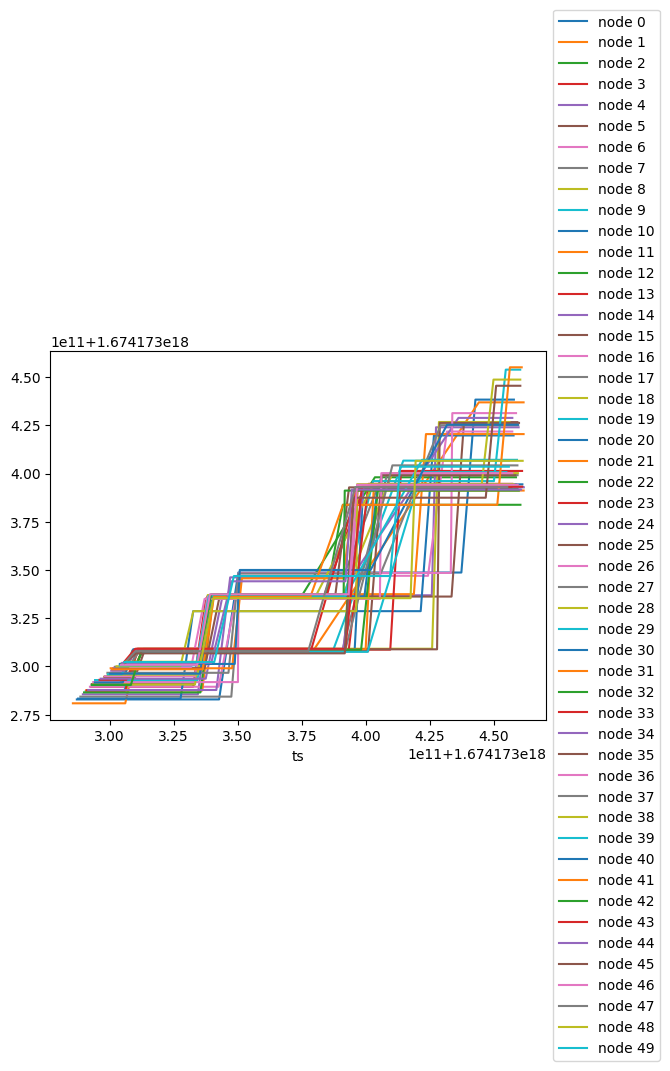 1e11+1.674173e18
4.50
4.25
4.00
3.75
3.50
3.25
3.00
2.75
3.00 3.25 3.50 3.75 4.00 4.25 4.50
ts
1e11+1.674173e18
node 0
node 1
node 2
node 3
node 4
node 5
node 6
node 7
node 8
node 9
node 10
node 11
node 12
node 13
node 14
node 15
node 16
node 17
node 18
node 19
node 20
node 21
node 22
node 23
node 24
node 25
node 26
node 27
node 28
node 29
node 30
node 31
node 32
node 33
node 34
node 35
node 36
node 37
node 38
node 39
node 40
node 41
node 42
node 43
node 44
node 45
node 46
node 47
node 48
node 49